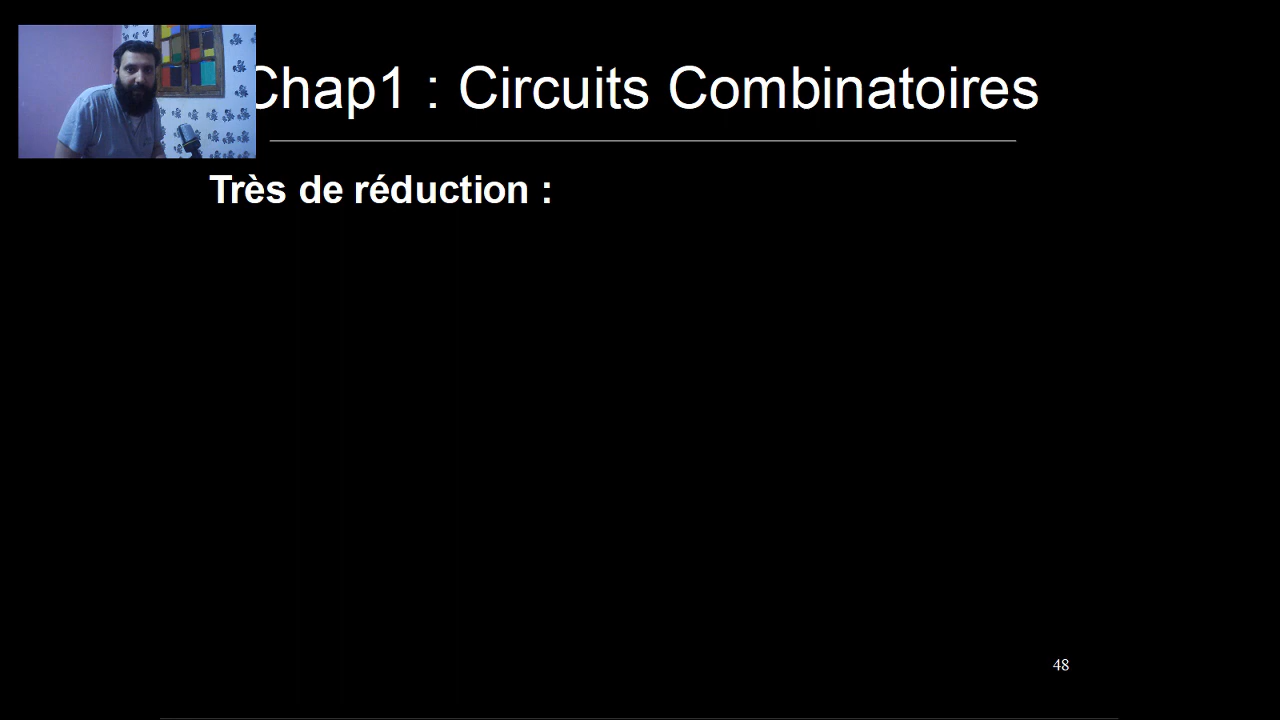 Chap1 : Circuits Combinatoires
Très de réduction :
48